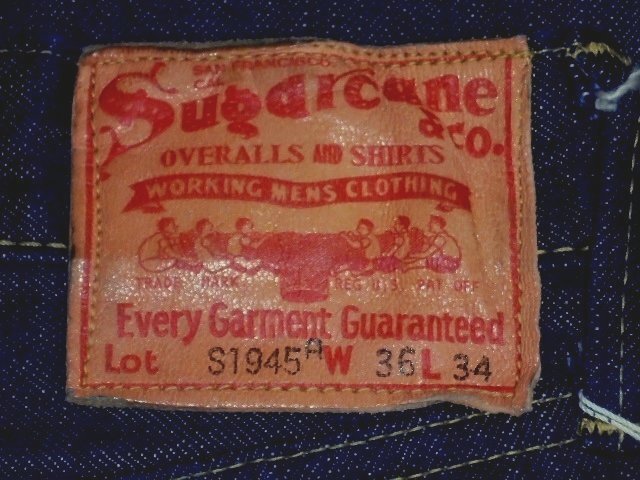 SAN FRANCISCO
Sugarcane
& CO.
OVERALLS AND SHIRTS
WORKING MENS CLOTHING
TRADE MARK REG U.S. PAT OFF
Every Garment Guaranteed
Lot S1945A W 36 L 34